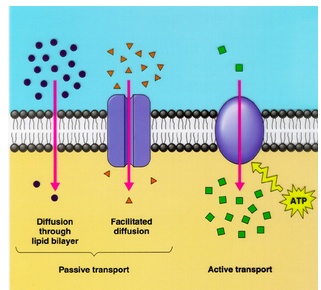 ATP
Diffusion
through
lipid bilayer
Facilitated
diffusion
Passive transport
Active transport